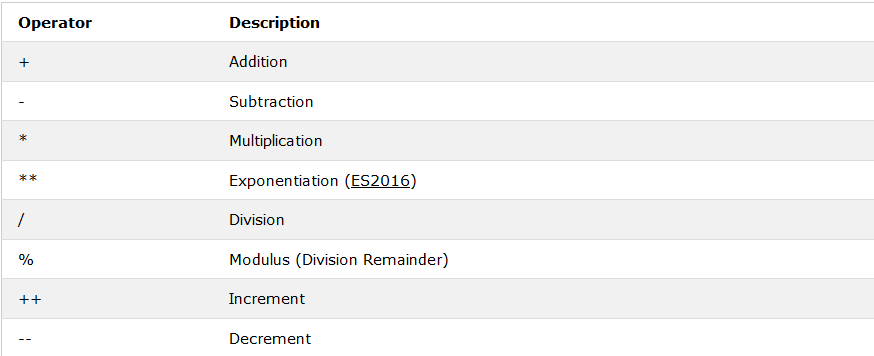 Operator Description
+ Addition
- Subtraction
* Multiplication
** Exponentiation (ES2016)
/ Division
% Modulus (Division Remainder)
++ Increment
-- Decrement